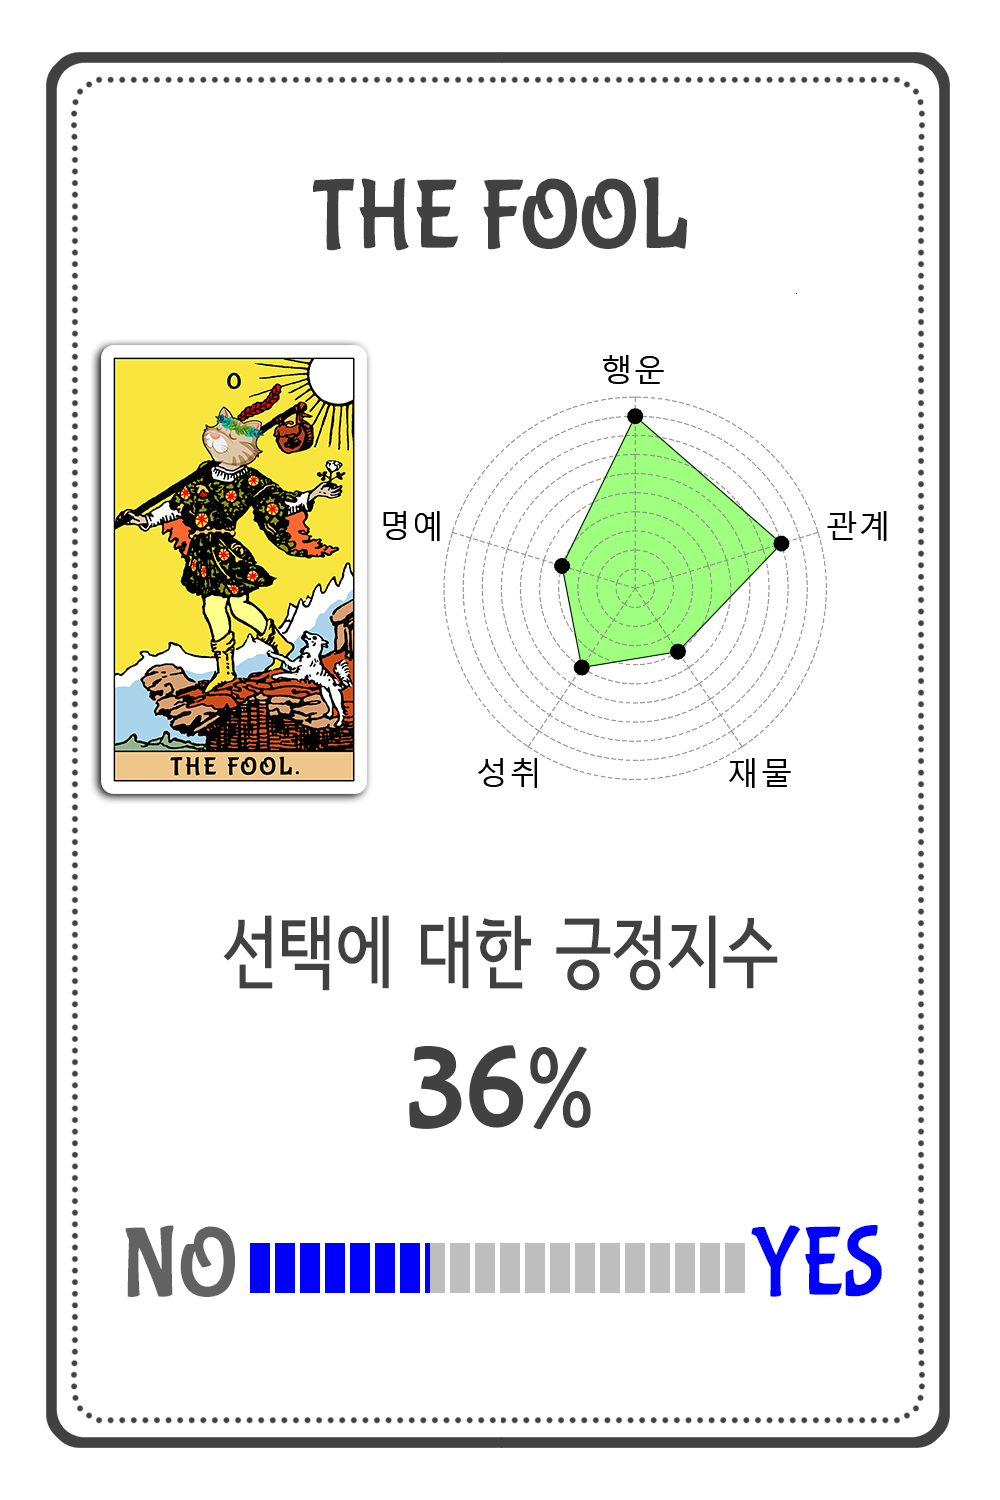 THE FOOL
0
THE FOOL.
행운
명예
관계
성취
재물
선택에 대한 긍정지수
36%
NO YES